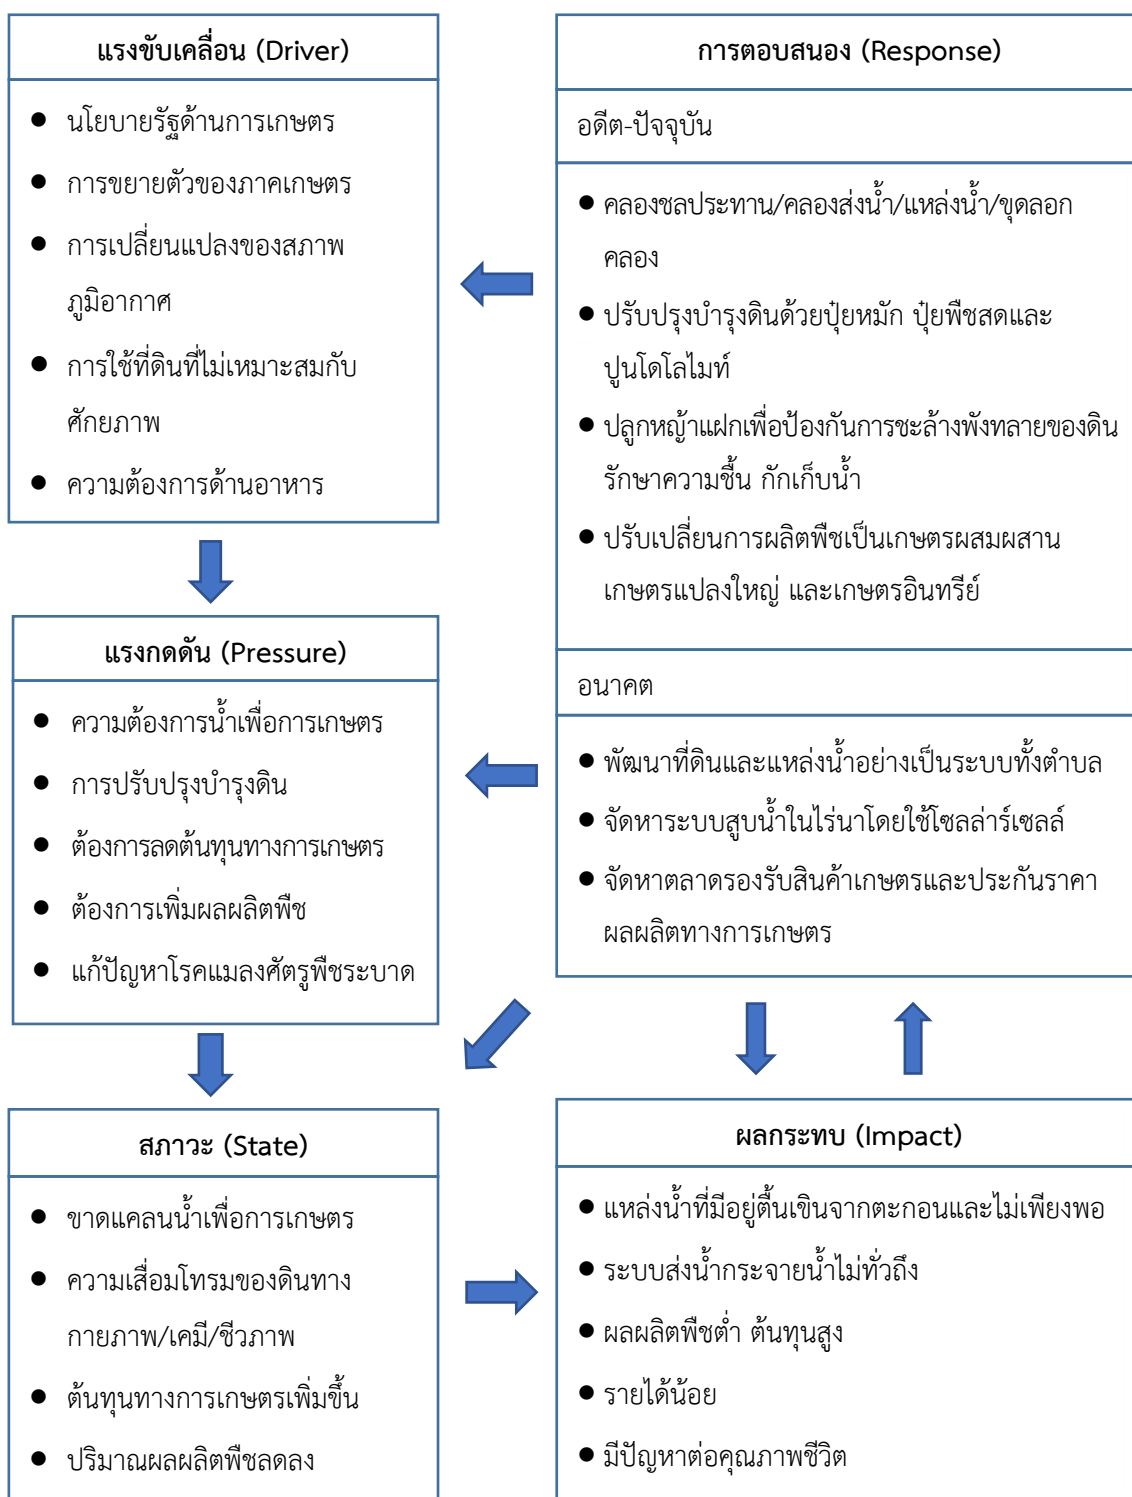 แรงขับเคลื่อน (Driver)
● นโยบายรัฐด้านการเกษตร
● การขยายตัวของภาคเกษตร
● การเปลี่ยนแปลงของสภาพ
ภูมิอากาศ
● การใช้ที่ดินที่ไม่เหมาะสมกับ
ศักยภาพ
● ความต้องการด้านอาหาร
แรงกดดัน (Pressure)
● ความต้องการน้ำเพื่อการเกษตร
● การปรับปรุงบำรุงดิน
● ต้องการลดต้นทุนทางการเกษตร
● ต้องการเพิ่มผลผลิตพืช
● แก้ปัญหาโรคแมลงศัตรูพืชระบาด
สภาวะ (State)
● ขาดแคลนน้ำเพื่อการเกษตร
● ความเสื่อมโทรมของดินทาง
กายภาพ/เคมี/ชีวภาพ
● ต้นทุนทางการเกษตรเพิ่มขึ้น
● ปริมาณผลผลิตพืชลดลง
การตอบสนอง (Response)
อดีต-ปัจจุบัน
● คลองชลประทาน/คลองส่งน้ำ/แหล่งน้ำ/ขุดลอก
คลอง
● ปรับปรุงบำรุงดินด้วยปุ๋ยหมัก ปุ๋ยพืชสดและ
ปูนโดโลไมท์
● ปลูกหญ้าแฝกเพื่อป้องกันการชะล้างพังทลายของดิน
รักษาความชื้น กักเก็บน้ำ
● ปรับเปลี่ยนการผลิตพืชเป็นเกษตรผสมผสาน
เกษตรแปลงใหญ่ และเกษตรอินทรีย์
อนาคต
● พัฒนาที่ดินและแหล่งน้ำอย่างเป็นระบบทั้งตำบล
● จัดหาระบบสูบน้ำในไร่นาโดยใช้โซลล่าร์เซลล์
● จัดหาตลาดรองรับสินค้าเกษตรและประกันราคา
ผลผลิตทางการเกษตร
ผลกระทบ (Impact)
● แหล่งน้ำที่มีอยู่ตื้นเขินจากตะกอนและไม่เพียงพอ
● ระบบส่งน้ำกระจายน้ำไม่ทั่วถึง
● ผลผลิตพืชต่ำ ต้นทุนสูง
● รายได้น้อย
● มีปัญหาต่อคุณภาพชีวิต